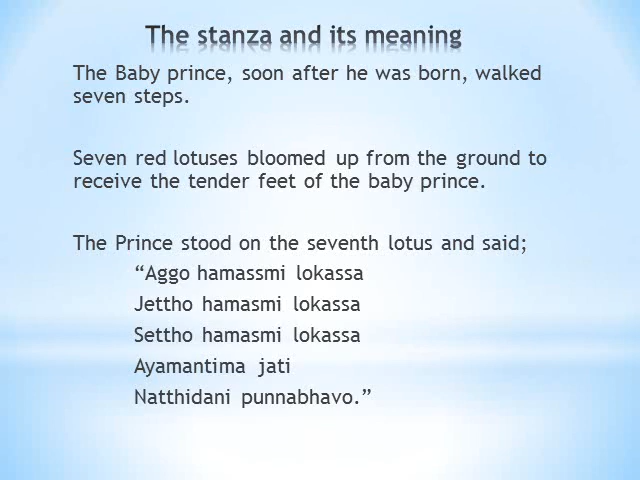 The stanza and its meaning
The Baby prince, soon after he was born, walked
seven steps.
Seven red lotuses bloomed up from the ground to
receive the tender feet of the baby prince.
The Prince stood on the seventh lotus and said;
“Aggo hamassmi lokassa
Jettho hamasmi lokassa
Settho hamasmi lokassa
Ayamantima jati
Natthidani punnabhavo.”